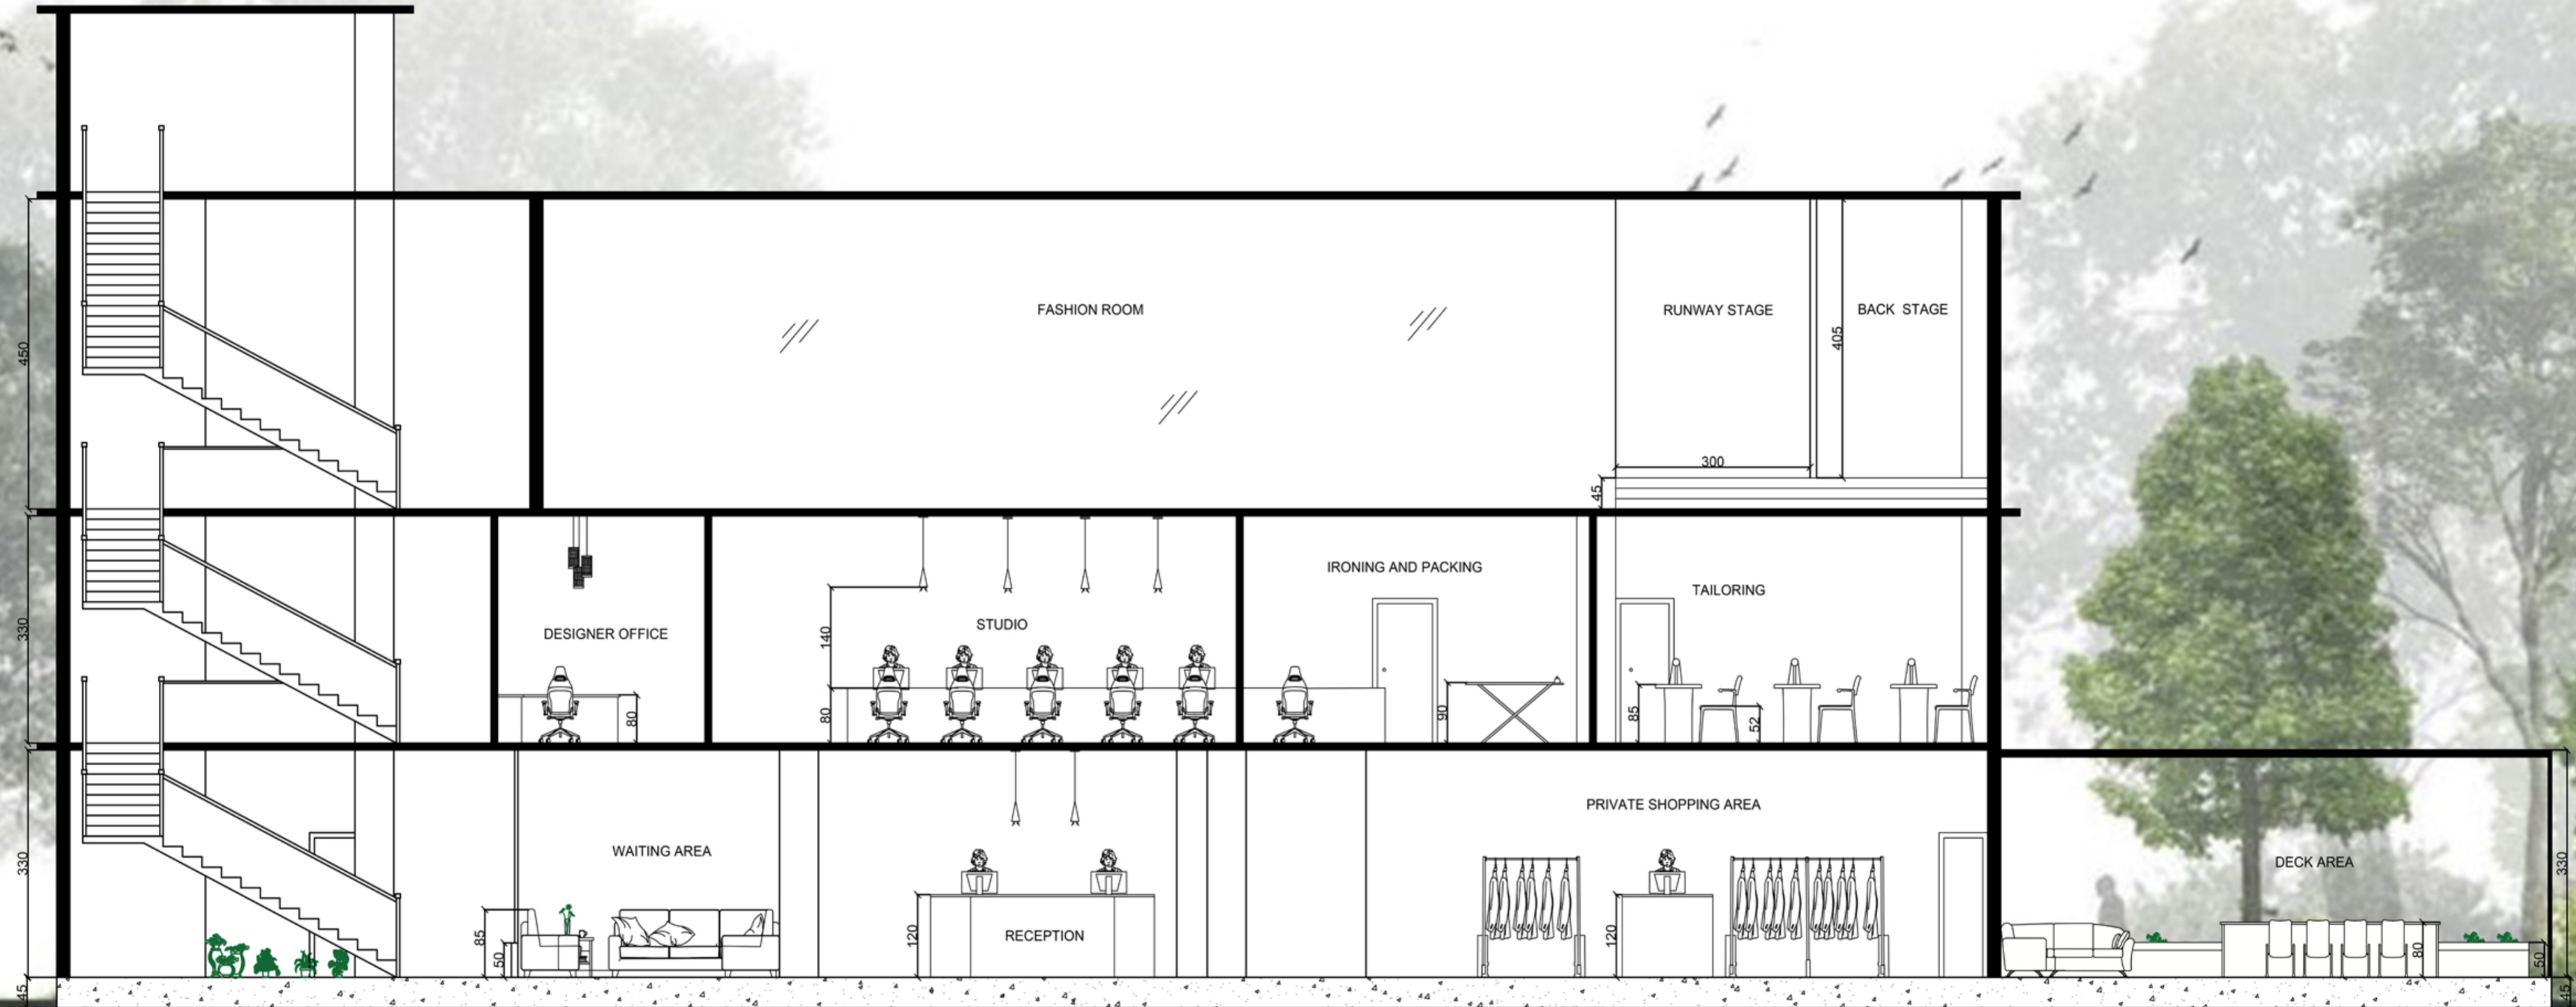 FASHION ROOM
RUNWAY STAGE
BACK STAGE
450
405
300
45
IRONING AND PACKING
TAILORING
STUDIO
DESIGNER OFFICE
330
140
80
80
90
85
52
PRIVATE SHOPPING AREA
WAITING AREA
DECK AREA
330
330
RECEPTION
85
50
120
120
80
50
45